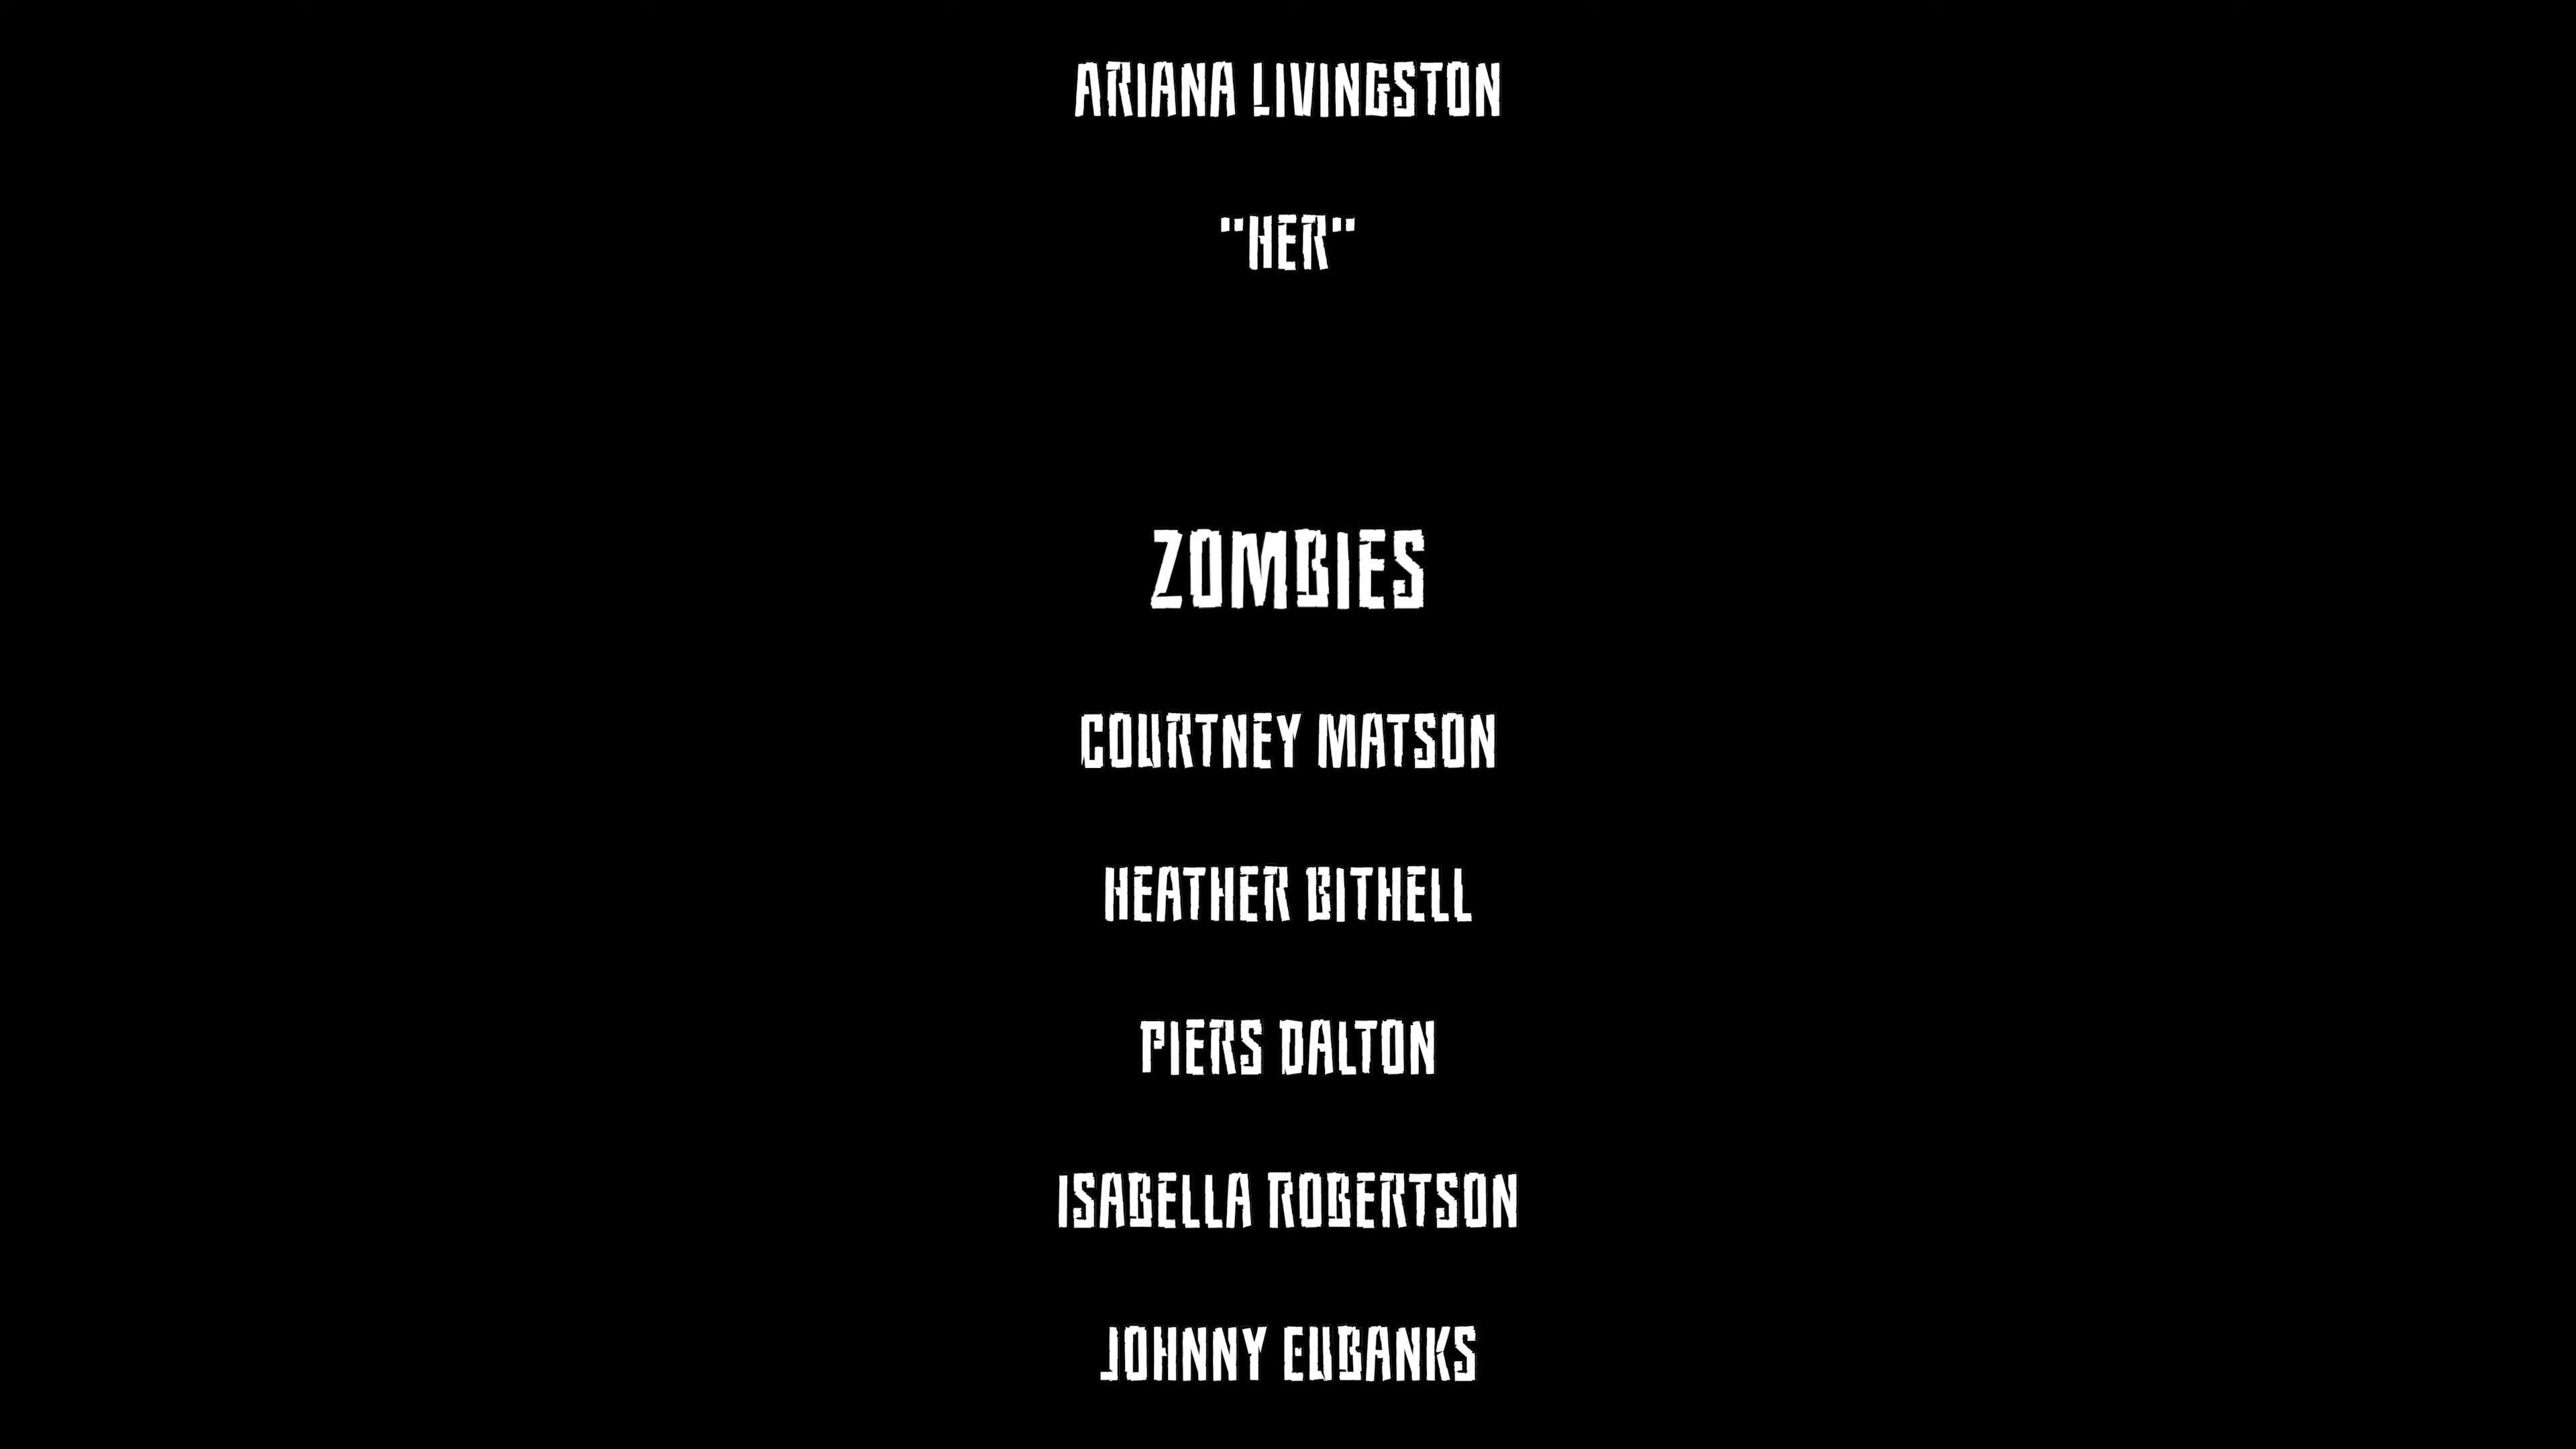 ARIANA LIVINGSTON
"HER"
ZOMBIES
COURTNEY MATSON
HEATHER BITHELL
PIERS DALTON
ISABELLA ROBERTSON
JOHNNY EUBANKS